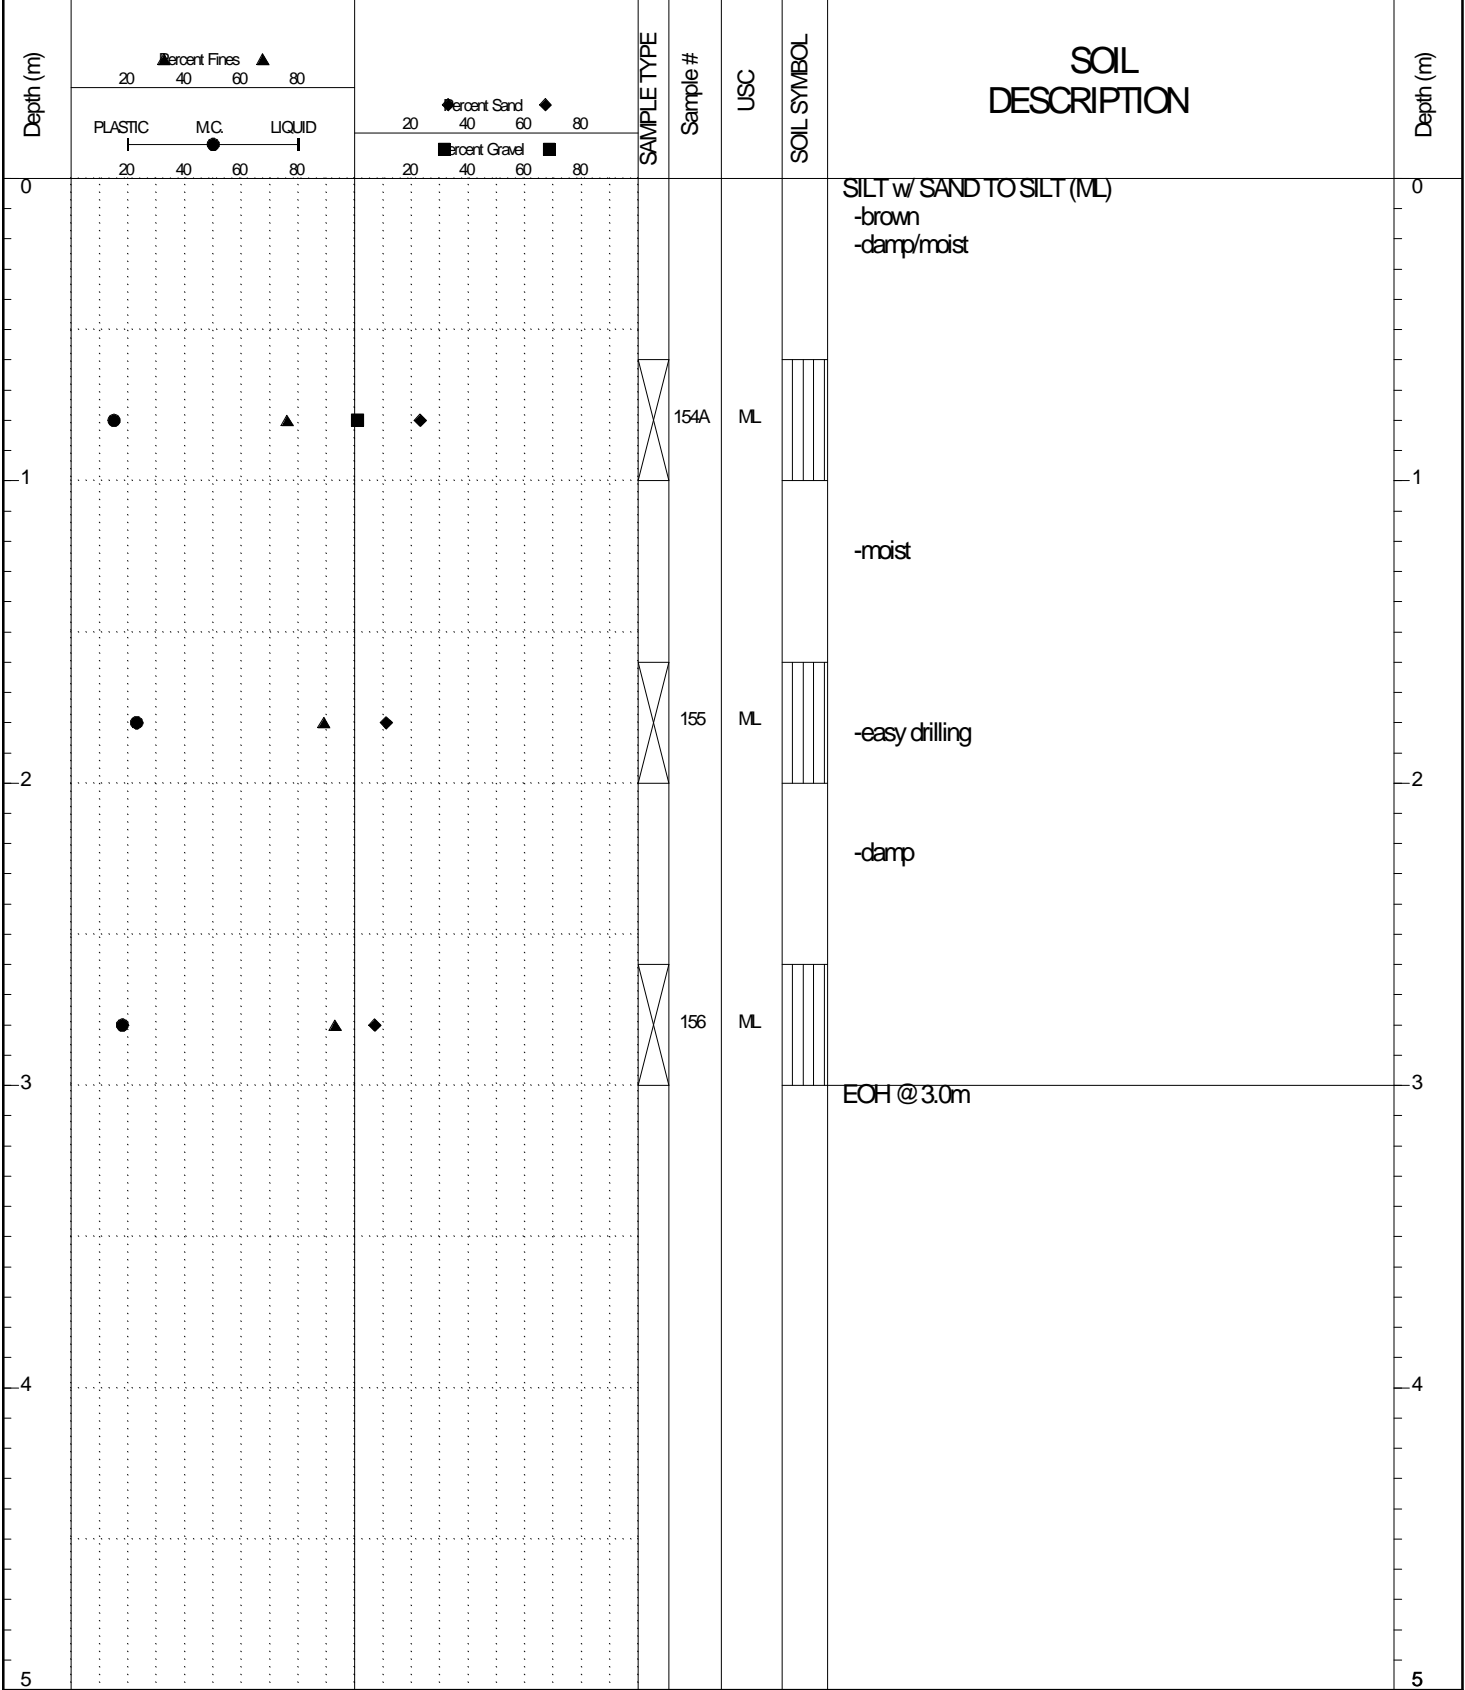 Depth (m)
Percent Fines
20 40 60 80
PLASTIC M.C. LIQUID
20 40 60 80
Percent Sand
20 40 60 80
Percent Gravel
20 40 60 80
SAMPLE TYPE
Sample #
USC
SOIL SYMBOL
SOIL
DESCRIPTION
Depth (m)
0 SILT w/ SAND TO SILT (ML) 0
-brown
-damp/moist
154A ML
1 1
-moist
155 ML
-easy drilling
2 2
-damp
156 ML
3 3
EOH @ 3.0m
4 4
5 5